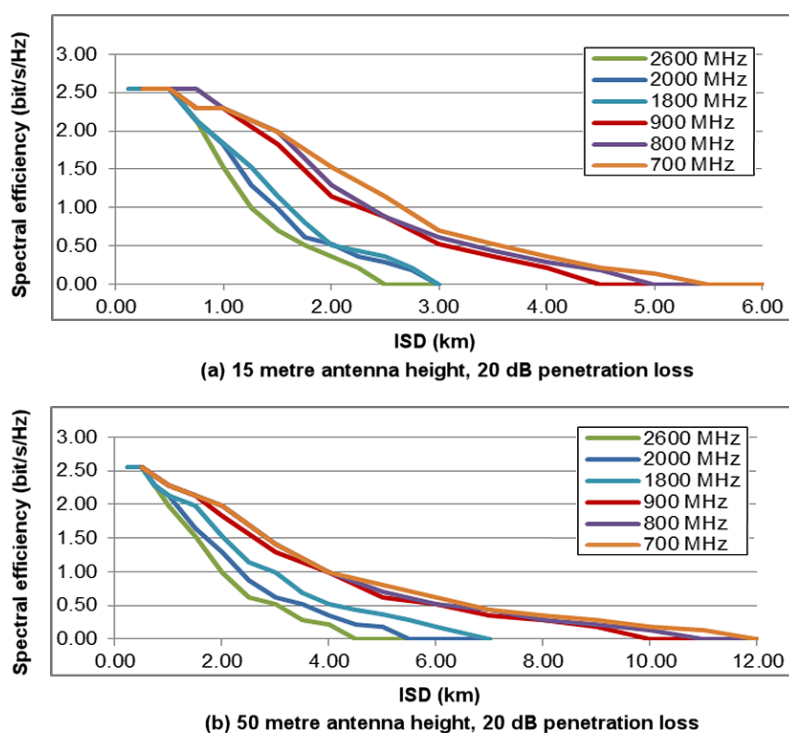 Spectral efficiency (bit/s/Hz)
3.00
2.50
2.00
1.50
1.00
0.50
0.00
2600 MHz
2000 MHz
1800 MHz
900 MHz
800 MHz
700 MHz
0.00 1.00 2.00 3.00 4.00 5.00 6.00
ISD (km)
(a) 15 metre antenna height, 20 dB penetration loss
Spectral efficiency (bit/s/Hz)
3.00
2.50
2.00
1.50
1.00
0.50
0.00
2600 MHz
2000 MHz
1800 MHz
900 MHz
800 MHz
700 MHz
0.00 2.00 4.00 6.00 8.00 10.00 12.00
ISD (km)
(b) 50 metre antenna height, 20 dB penetration loss